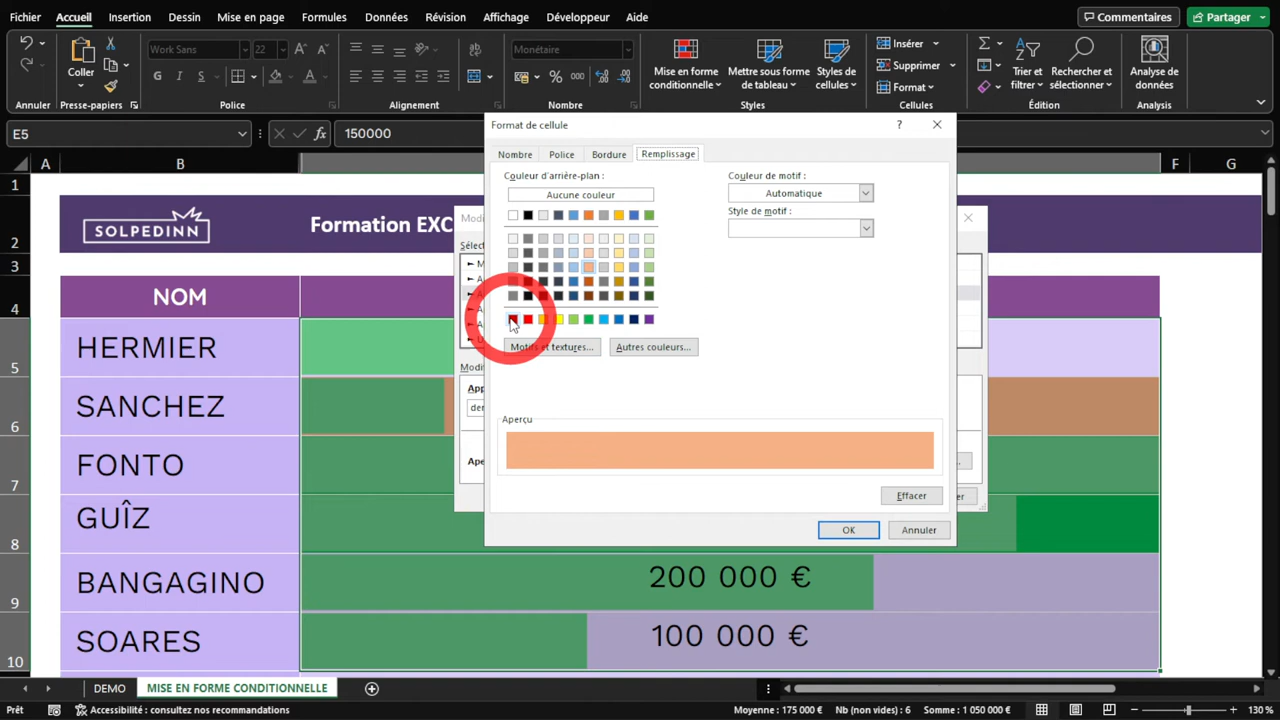 Fichier Accueil Insertion Dessin Mise en page Formules Données Révision Affichage Développeur Aide Commentaires Partager
Work Sans 22 Monétaire
Coller
G I S A
% 000
Mise en forme conditionnelle
Mettre sous forme de tableau
Styles de cellules
Insérer
Supprimer
Format
Trier et filtrer
Rechercher et sélectionner
Analyse de données
Annuler Presse-papiers Police Alignement Nombre Styles Cellules Édition Analysis
E5 fx 150000
Format de cellule ?
Nombre Police Bordure Remplissage
Couleur d'arrière-plan :
Aucune couleur
Couleur de motif :
Automatique
Style de motif :
Motifs et textures... Autres couleurs...
Aperçu
Effacer
OK Annuler
A B F G
1
2 SOLPEDINN Formation EXC
3
4 NOM
5 HERMIER
6 SANCHEZ
7 FONTO
8 GUÎZ
9 BANGAGINO 200 000 €
10 SOARES 100 000 €
DEMO MISE EN FORME CONDITIONNELLE
Prêt Accessibilité : consultez nos recommandations Moyenne : 175 000 € Nb (non vides) : 6 Somme : 1 050 000 € 130 %